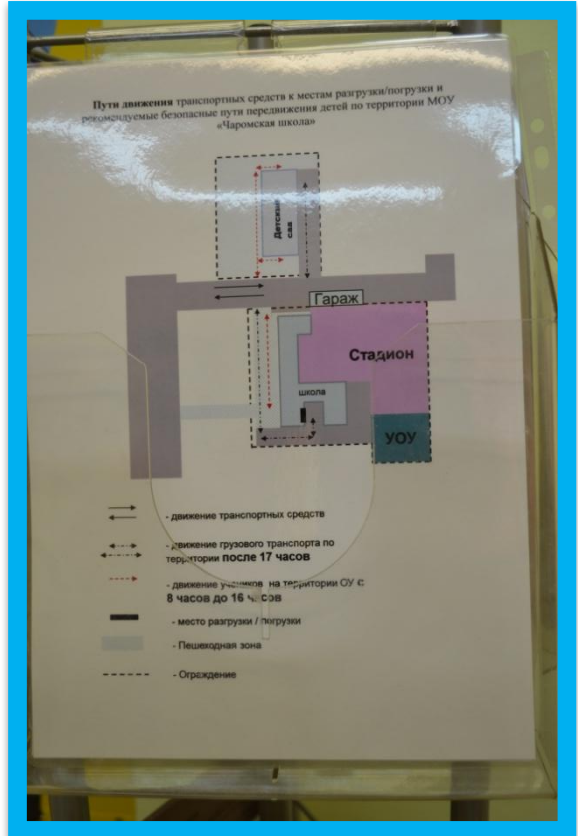 Пути движения транспортных средств к местам разгрузки/погрузки и
рекомендуемые безопасные пути передвижения детей по территории МОУ
«Чаромская школа»
Детский
сад
Гараж
Стадион
школа
УОУ
- движение транспортных средств
- движение грузового транспорта по
территории после 17 часов
- движение учеников на территории ОУ с
8 часов до 16 часов
- место разгрузки / погрузки
- Пешеходная зона
- Ограждение